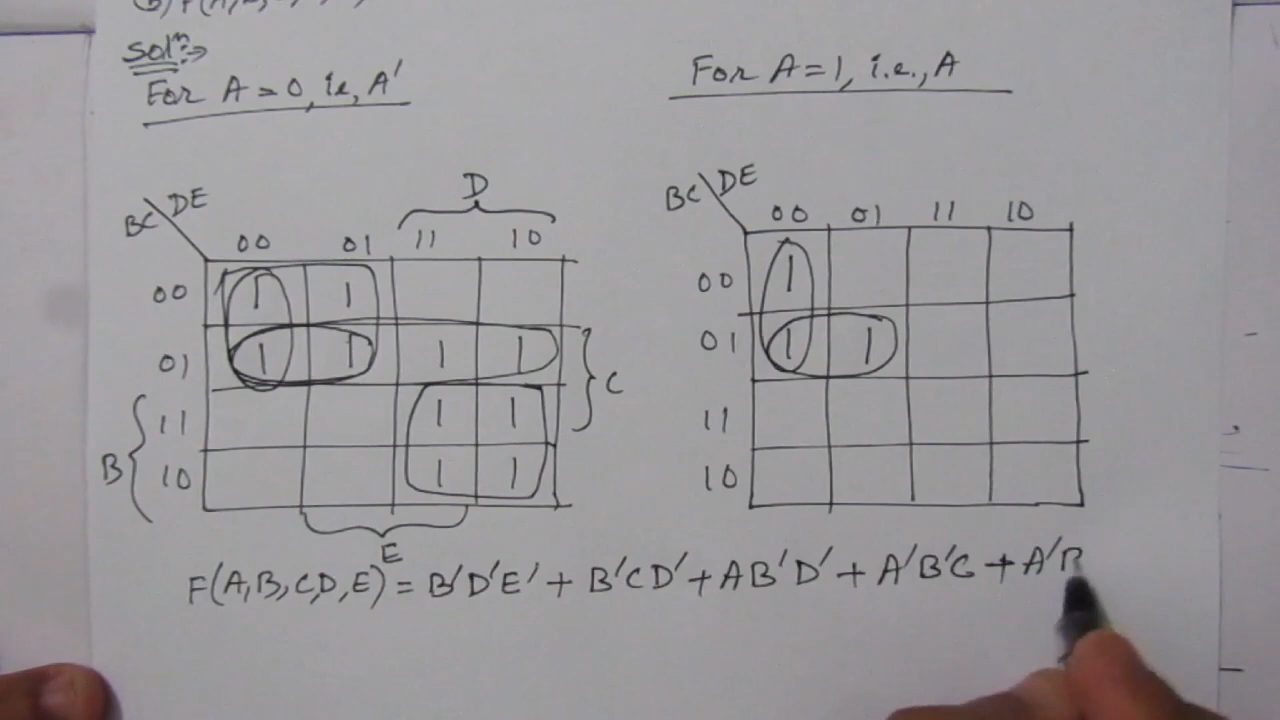 Solⁿ:→
For A=0, ie, A'
For A=1, i.e., A
D
BC\DE
00 01 11 10
00 1 1
01 1 1 1 1
C
B
11 1 1
10 1 1
E
BC\DE
00 01 11 10
00 1
01 1 1
11
10
F(A,B,C,D,E) = B'D'E' + B'CD' + AB'D' + A'B'C + A'B